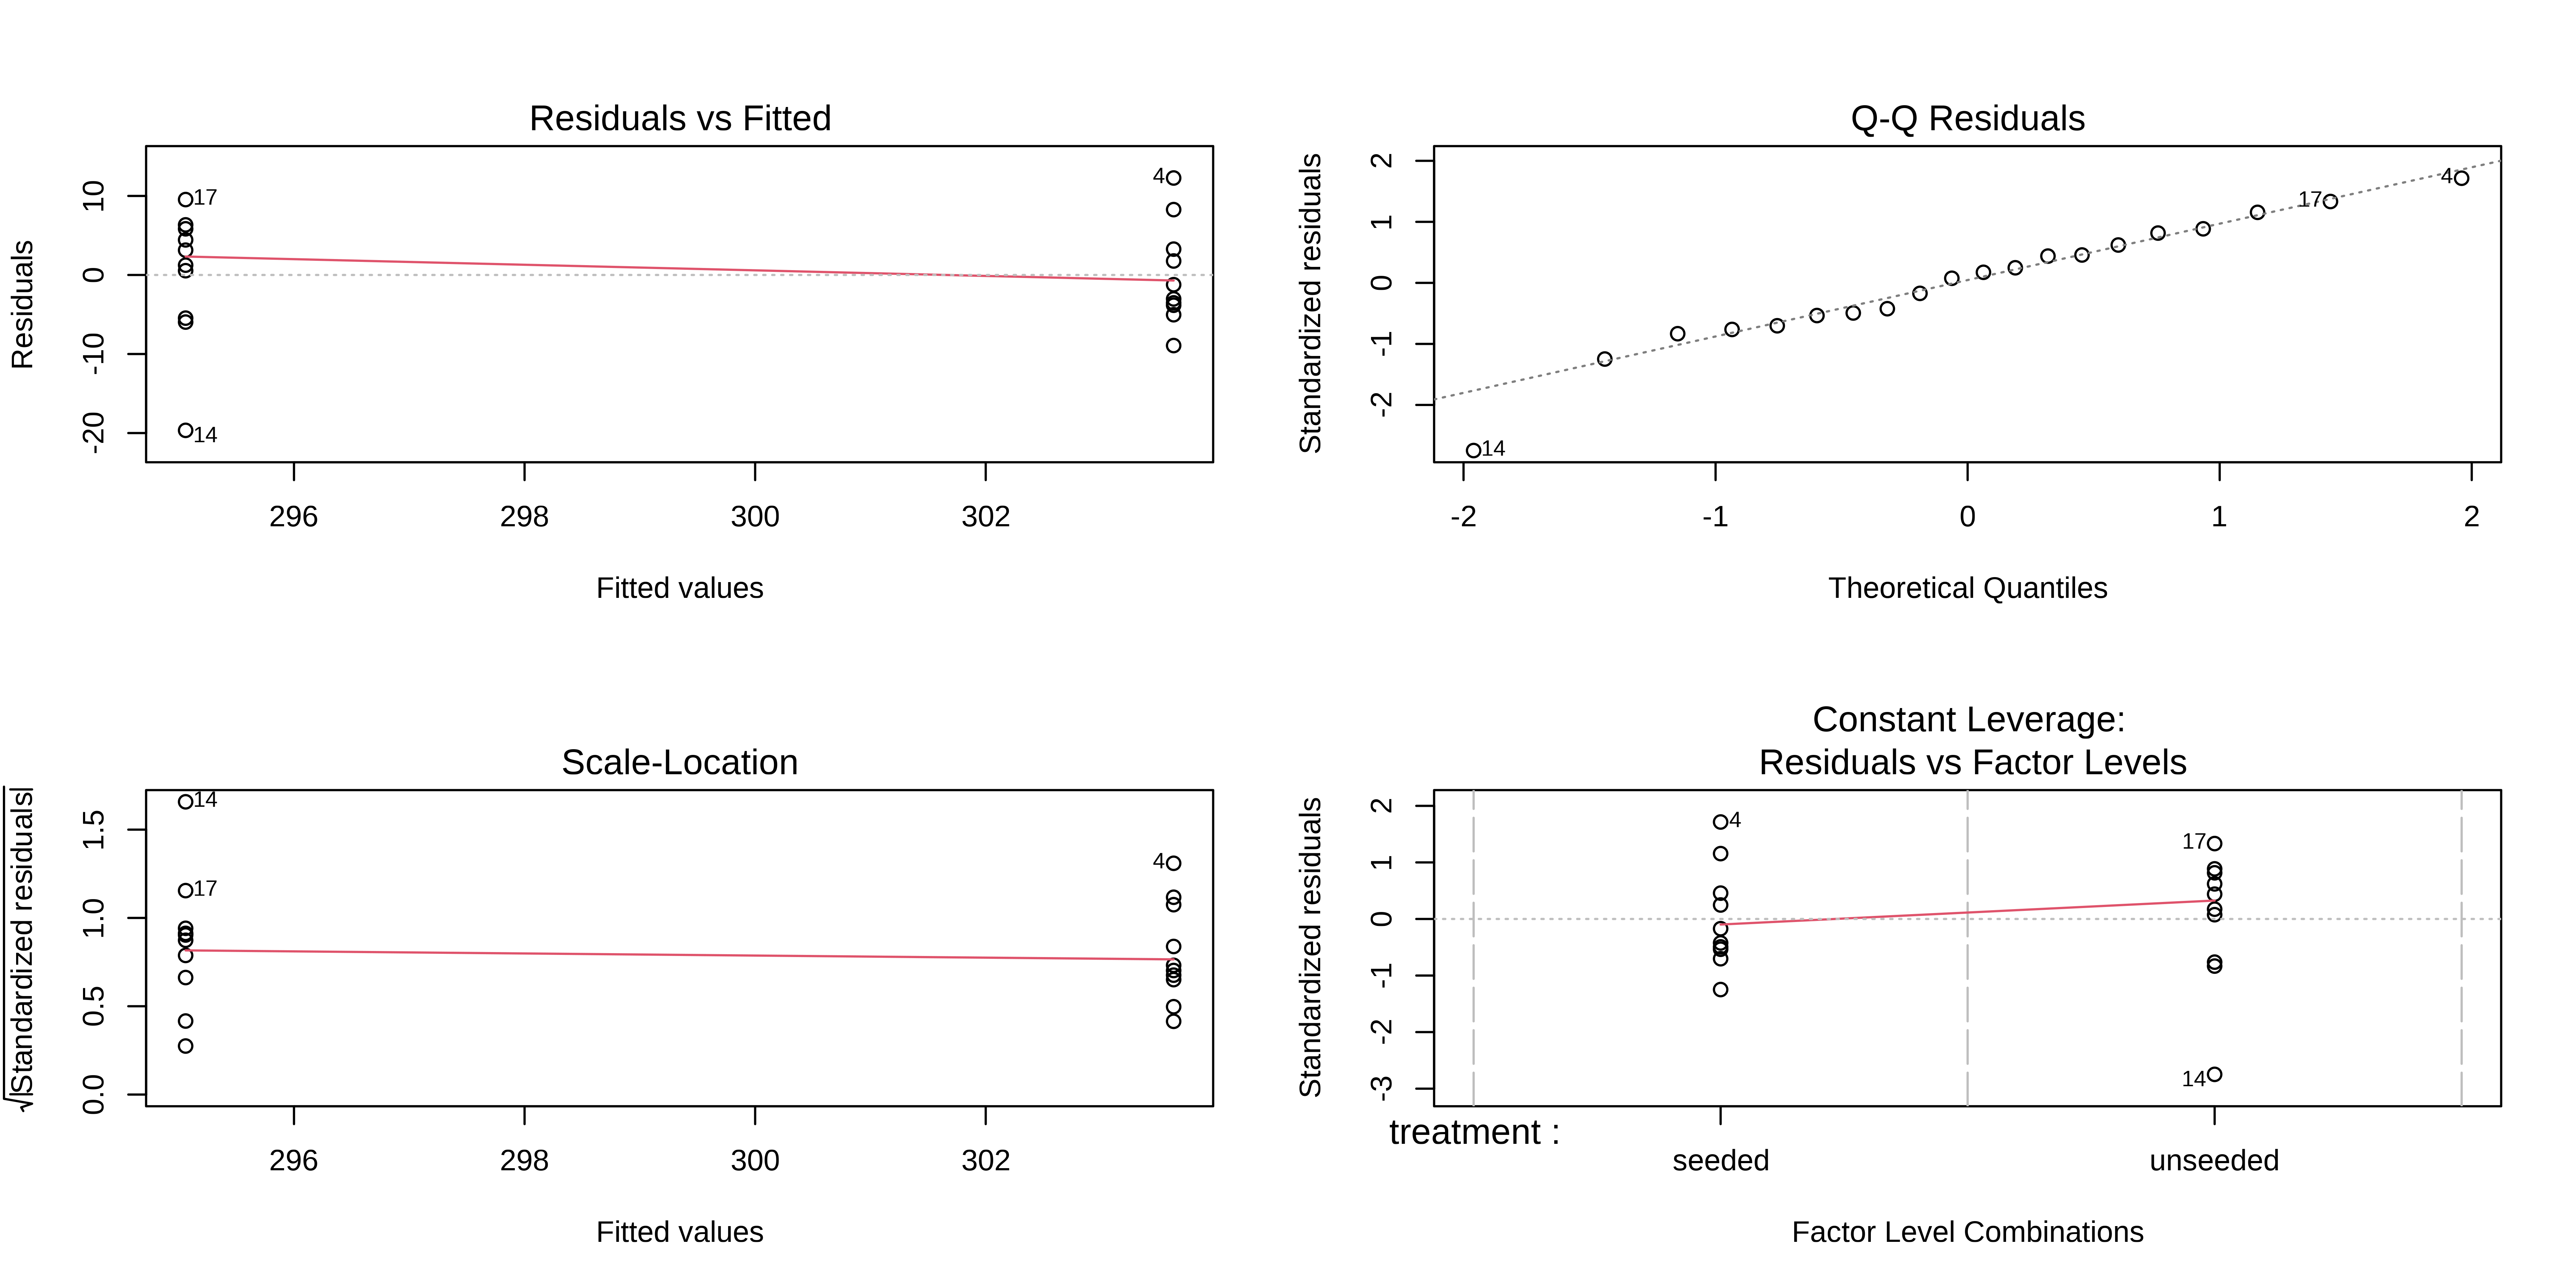 Residuals vs Fitted
Residuals
10
0
-10
-20
17
14
4
296 298 300 302
Fitted values
Q-Q Residuals
Standardized residuals
2
1
0
-1
-2
14
17
4
-2 -1 0 1 2
Theoretical Quantiles
Scale-Location
√|Standardized residuals|
1.5
1.0
0.5
0.0
14
17
4
296 298 300 302
Fitted values
Constant Leverage:
Residuals vs Factor Levels
Standardized residuals
2
1
0
-1
-2
-3
4
17
14
treatment :
seeded unseeded
Factor Level Combinations